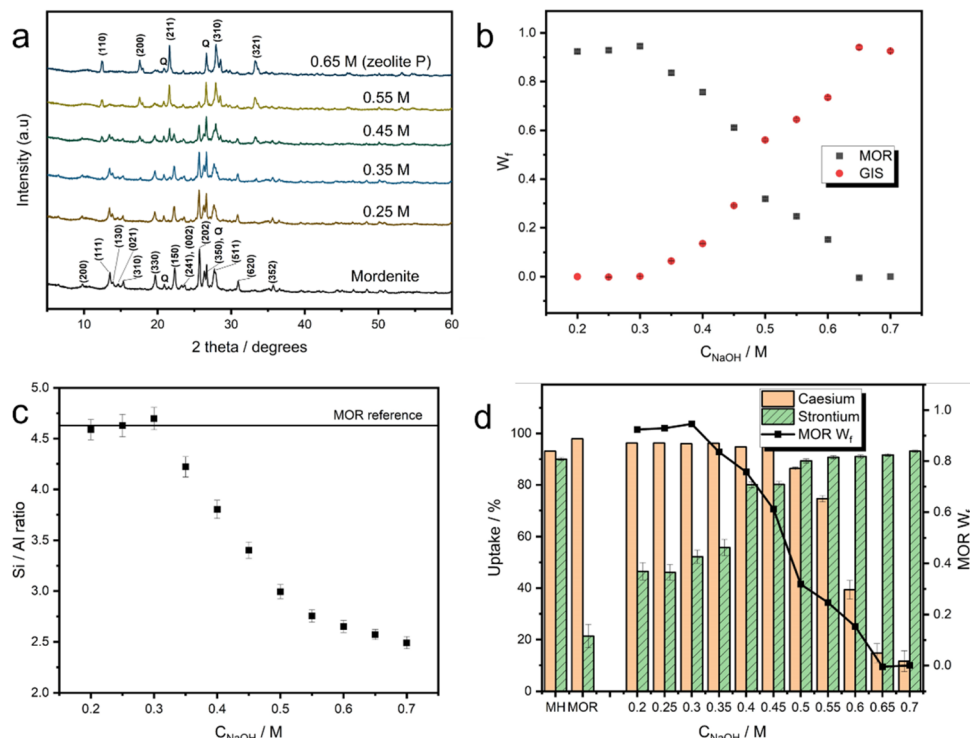 a
(110)
(200)
Q
(211)
Q
(310)
(321)
0.65 M (zeolite P)
0.55 M
0.45 M
0.35 M
0.25 M
Mordenite
(200)
(111)
(130)
(021)
(310)
(330)
Q
(150)
(241), (002)
(202)
(350), Q
(511)
(620)
(352)
Intensity (a.u)
10 20 30 40 50 60
2 theta / degrees
b
1.0
0.8
0.6
0.4
0.2
0.0
W_f
MOR
GIS
0.2 0.3 0.4 0.5 0.6 0.7
C_NaOH / M
c
5.0
4.5
4.0
3.5
3.0
2.5
2.0
Si / Al ratio
MOR reference
0.2 0.3 0.4 0.5 0.6 0.7
C_NaOH / M
d
Caesium
Strontium
MOR W_f
100
80
60
40
20
0
Uptake / %
1.0
0.8
0.6
0.4
0.2
0.0
MOR W_f
MH MOR 0.2 0.25 0.3 0.35 0.4 0.45 0.5 0.55 0.6 0.65 0.7
C_NaOH / M